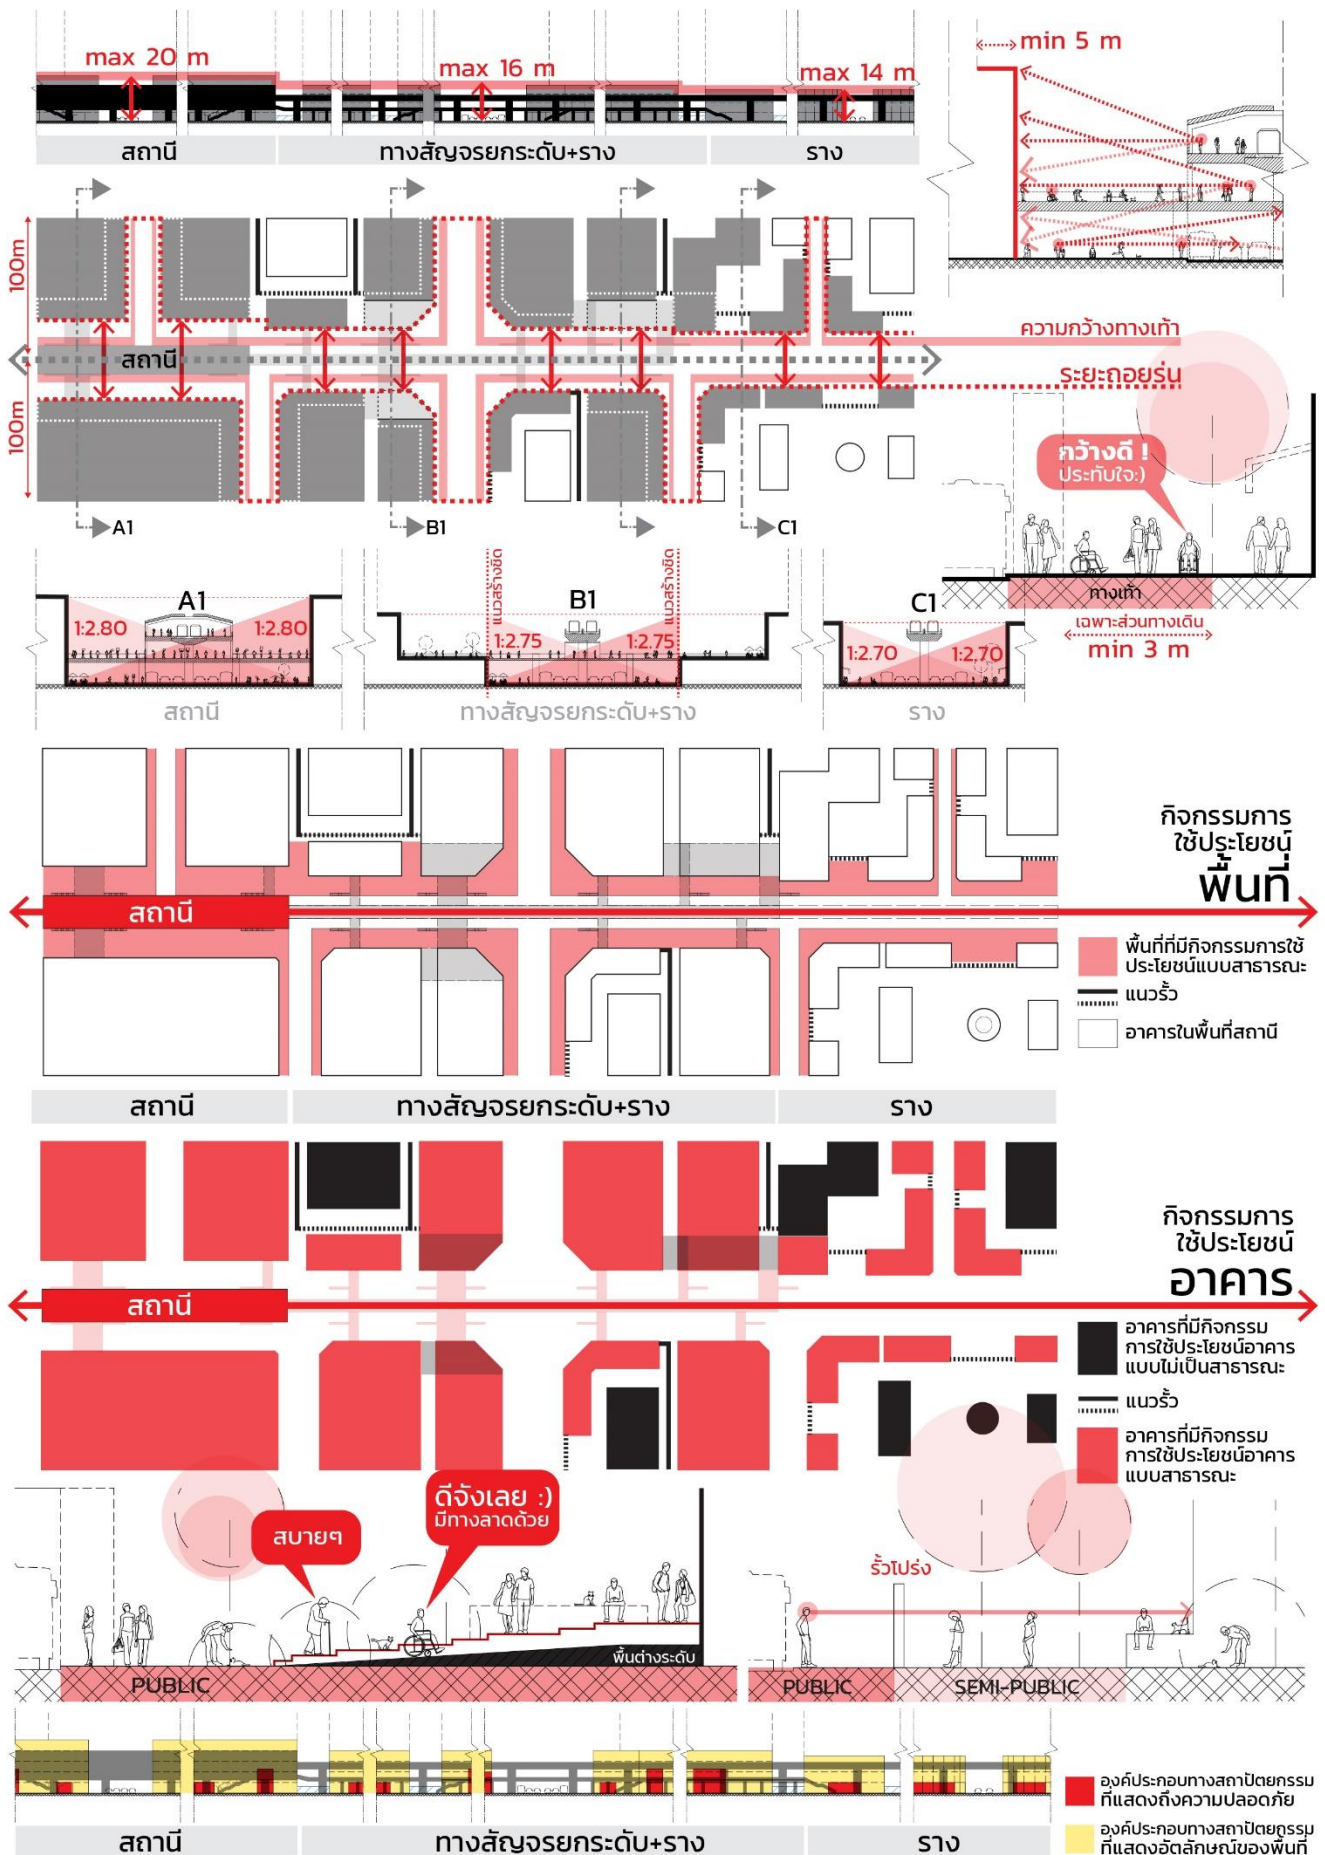 max 20 m
max 16 m
max 14 m
min 5 m
สถานี
ทางสัญจรยกระดับ+ราง
ราง
100m
100m
สถานี
ความกว้างทางเท้า
ระยะถอยร่น
กว้างดี !
ประทับใจ:)
A1
B1
C1
ทางเท้า
เฉพาะส่วนทางเดิน
min 3 m
A1
1:2.80
1:2.80
แนวสร้างชิด
B1
แนวสร้างชิด
1:2.75
1:2.75
C1
1:2.70
1:2.70
สถานี
ทางสัญจรยกระดับ+ราง
ราง
กิจกรรมการ
ใช้ประโยชน์
พื้นที่
สถานี
พื้นที่ที่มีกิจกรรมการใช้
ประโยชน์แบบสาธารณะ
แนวรั้ว
อาคารในพื้นที่สถานี
สถานี
ทางสัญจรยกระดับ+ราง
ราง
กิจกรรมการ
ใช้ประโยชน์
อาคาร
สถานี
อาคารที่มีกิจกรรม
การใช้ประโยชน์อาคาร
แบบไม่เป็นสาธารณะ
แนวรั้ว
อาคารที่มีกิจกรรม
การใช้ประโยชน์อาคาร
แบบสาธารณะ
ดีจังเลย :)
มีทางลาดด้วย
สบายๆ
รั้วโปร่ง
พื้นต่างระดับ
PUBLIC
PUBLIC
SEMI-PUBLIC
องค์ประกอบทางสถาปัตยกรรม
ที่แสดงถึงความปลอดภัย
องค์ประกอบทางสถาปัตยกรรม
ที่แสดงอัตลักษณ์ของพื้นที่
สถานี
ทางสัญจรยกระดับ+ราง
ราง